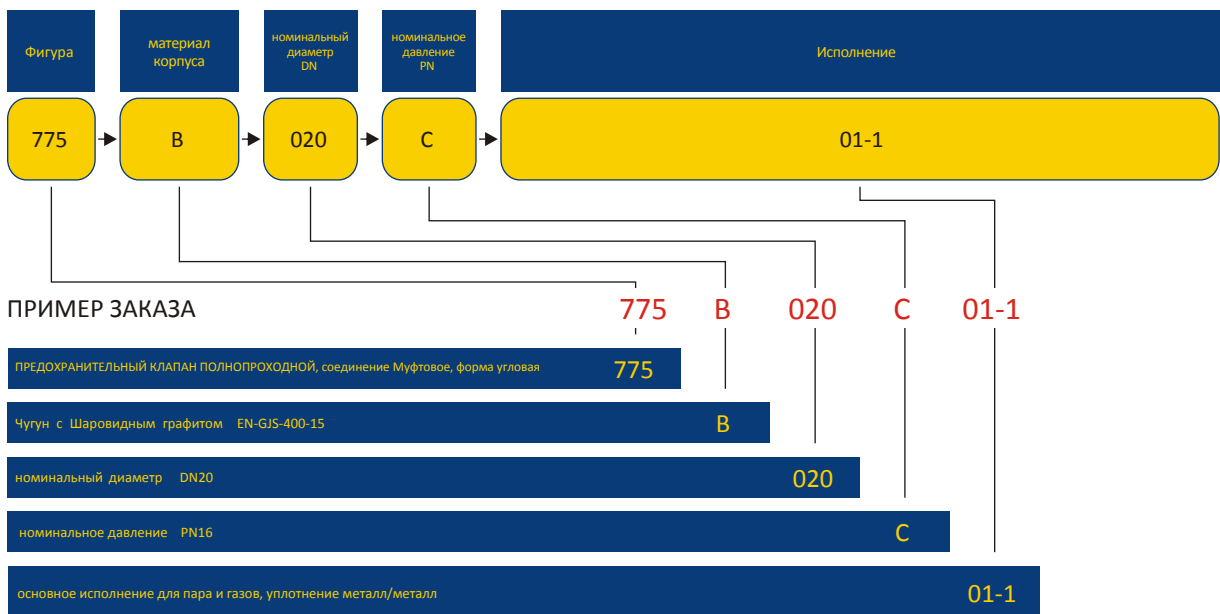 Фигура
материал
корпуса
номинальный
диаметр
DN
номинальное
давление
PN
Исполнение
775
B
020
C
01-1
ПРИМЕР ЗАКАЗА
775
B
020
C
01-1
ПРЕДОХРАНИТЕЛЬНЫЙ КЛАПАН ПОЛНОПРОХОДНОЙ, соединение Муфтовое, форма угловая 775
Чугун с Шаровидным графитом EN-GJS-400-15 B
номинальный диаметр DN20 020
номинальное давление PN16 C
основное исполнение для пара и газов, уплотнение металл/металл 01-1